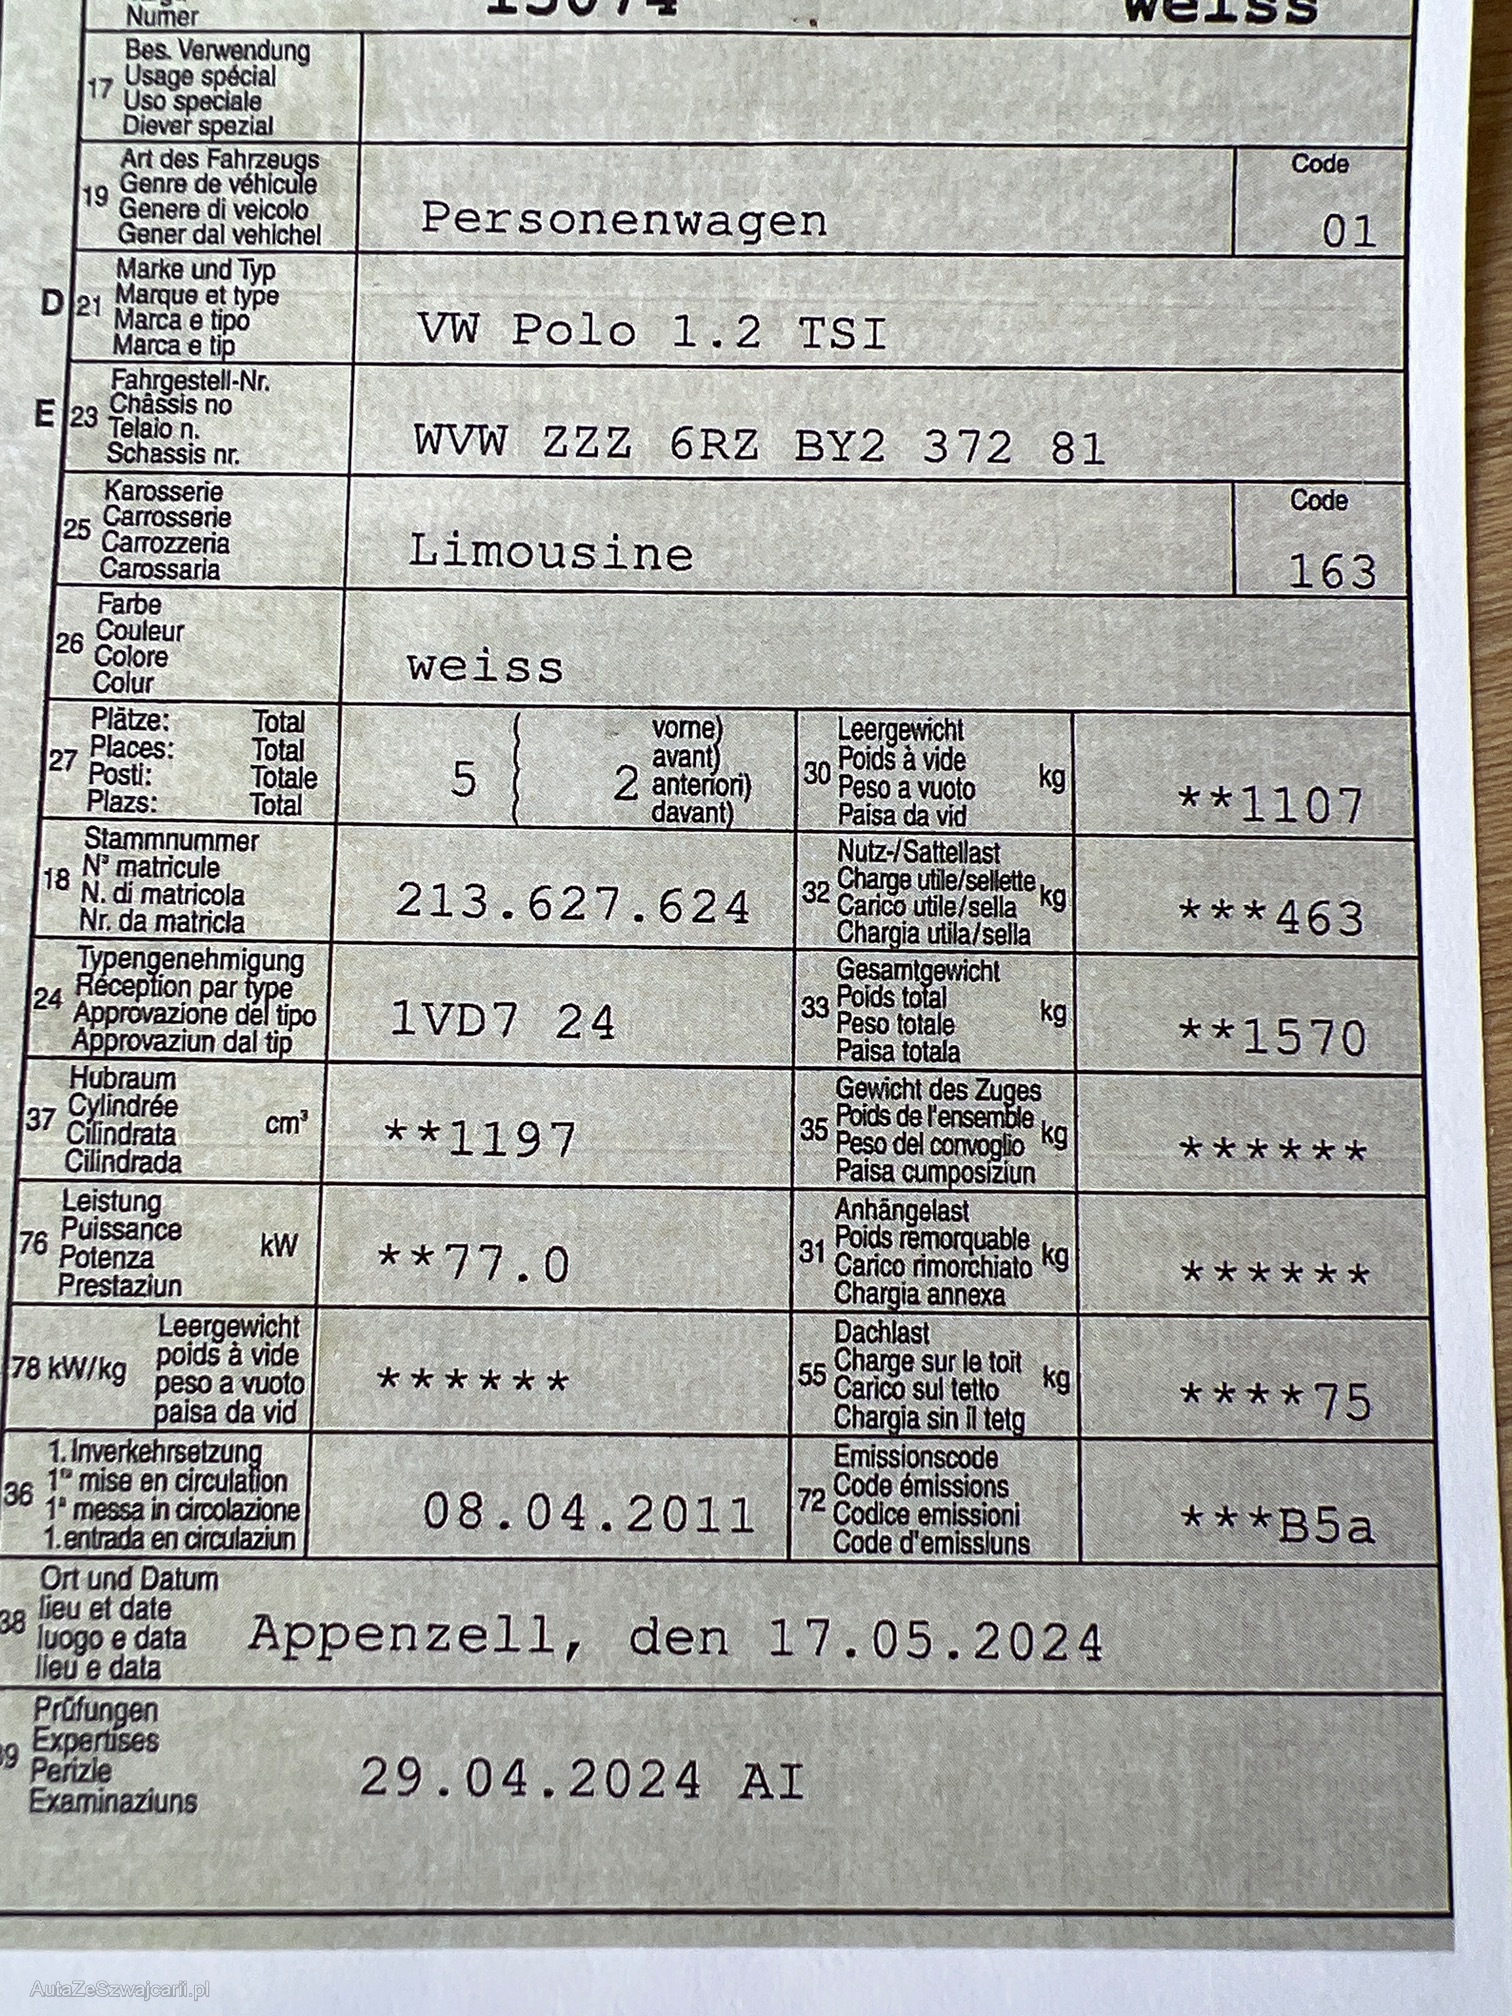 Numer
weiss
17
Bes. Verwendung
Usage spécial
Uso speciale
Diever spezial
19
Art des Fahrzeugs
Genre de véhicule
Genere di veicolo
Gener dal vehichel
Personenwagen
Code
01
D
21
Marke und Typ
Marque et type
Marca e tipo
Marca e tip
VW Polo 1.2 TSI
E
23
Fahrgestell-Nr.
Châssis no
Telaio n.
Schassis nr.
WVW ZZZ 6RZ BY2 372 81
25
Karosserie
Carrosserie
Carrozzeria
Carossaria
Limousine
Code
163
26
Farbe
Couleur
Colore
Colur
weiss
27
Plätze: Total
Places: Total
Posti: Totale
Plazs: Total
5
2
vorne)
avant)
anteriori)
davant)
30
Leergewicht
Poids à vide
Peso a vuoto
Paisa da vid
kg
**1107
18
Stammnummer
N° matricule
N. di matricola
Nr. da matricla
213.627.624
32
Nutz-/Sattellast
Charge utile/sellette
Carico utile/sella
Chargia utila/sella
kg
***463
24
Typengenehmigung
Réception par type
Approvazione del tipo
Approvaziun dal tip
1VD7 24
33
Gesamtgewicht
Poids total
Peso totale
Paisa totala
kg
**1570
37
Hubraum
Cylindrée
Cilindrata
Cilindrada
cm³
**1197
35
Gewicht des Zuges
Poids de l'ensemble
Peso del convoglio
Paisa cumposiziun
kg
******
76
Leistung
Puissance
Potenza
Prestaziun
kW
**77.0
31
Anhängelast
Poids remorquable
Carico rimorchiato
Chargia annexa
kg
******
78 kW/kg
Leergewicht
poids à vide
peso a vuoto
paisa da vid
******
55
Dachlast
Charge sur le toit
Carico sul tetto
Chargia sin il tetg
kg
****75
36
1. Inverkehrsetzung
1re mise en circulation
1a messa in circolazione
1. entrada en circulaziun
08.04.2011
72
Emissionscode
Code émissions
Codice emissioni
Code d'emissiuns
***B5a
38
Ort und Datum
lieu et date
luogo e data
lieu e data
Appenzell, den 17.05.2024
Prüfungen
Expertises
Perizie
Examinaziuns
29.04.2024 AI
AutaZeSzwajcarii.pl